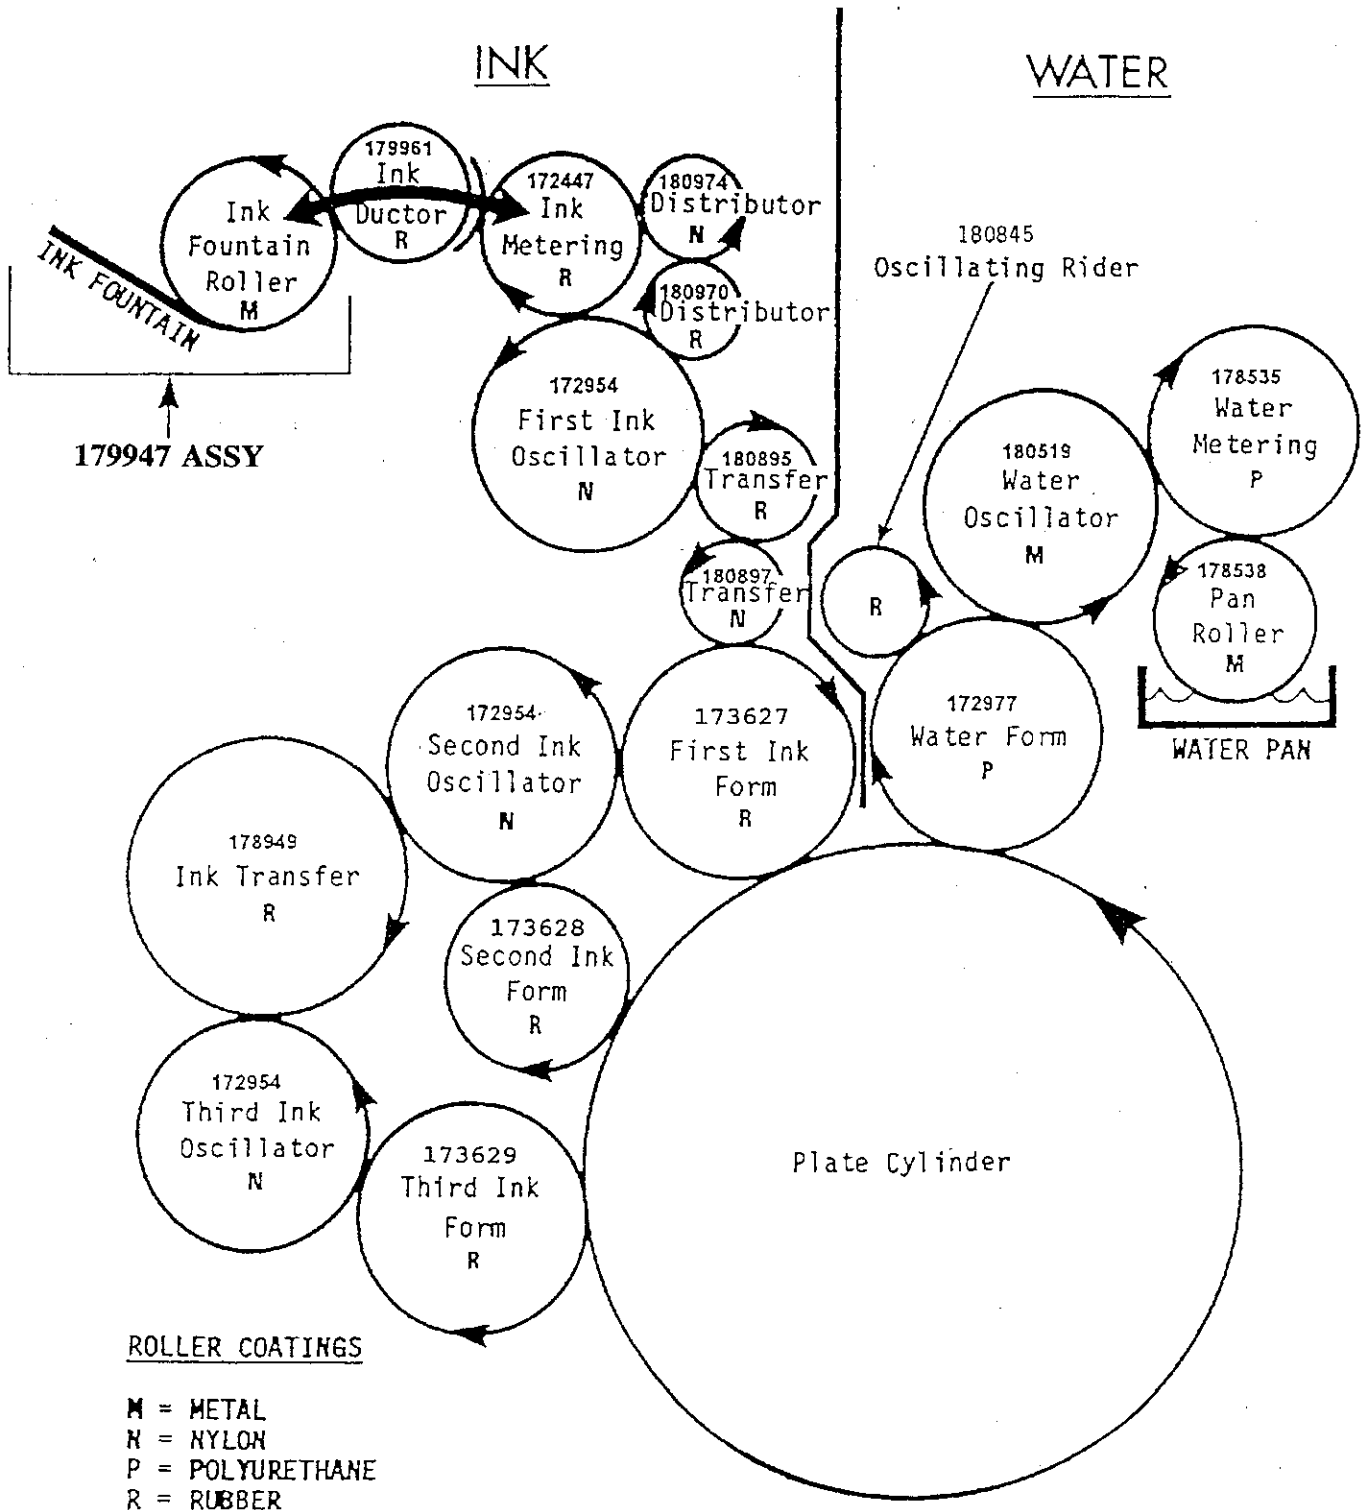 INK
WATER
179961
Ink
Ductor
R
Ink
Fountain
Roller
M
INK FOUNTAIN
179947 ASSY
172447
Ink
Metering
R
180974
Distributor
N
180970
Distributor
R
180845
Oscillating Rider
R
172954
First Ink
Oscillator
N
180895
Transfer
R
180897
Transfer
N
178535
Water
Metering
P
180519
Water
Oscillator
M
178538
Pan
Roller
M
WATER PAN
172977
Water Form
P
172954
Second Ink
Oscillator
N
173627
First Ink
Form
R
178949
Ink Transfer
R
173628
Second Ink
Form
R
172954
Third Ink
Oscillator
N
173629
Third Ink
Form
R
Plate Cylinder
ROLLER COATINGS
M = METAL
N = NYLON
P = POLYURETHANE
R = RUBBER